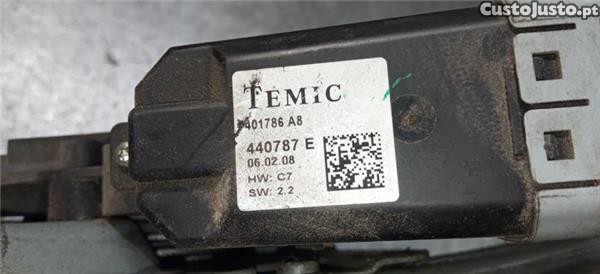 CustoJusto.pt
TEMIC
401786 A8
440787 E
06.02.08
HW: C7
SW: 2.2